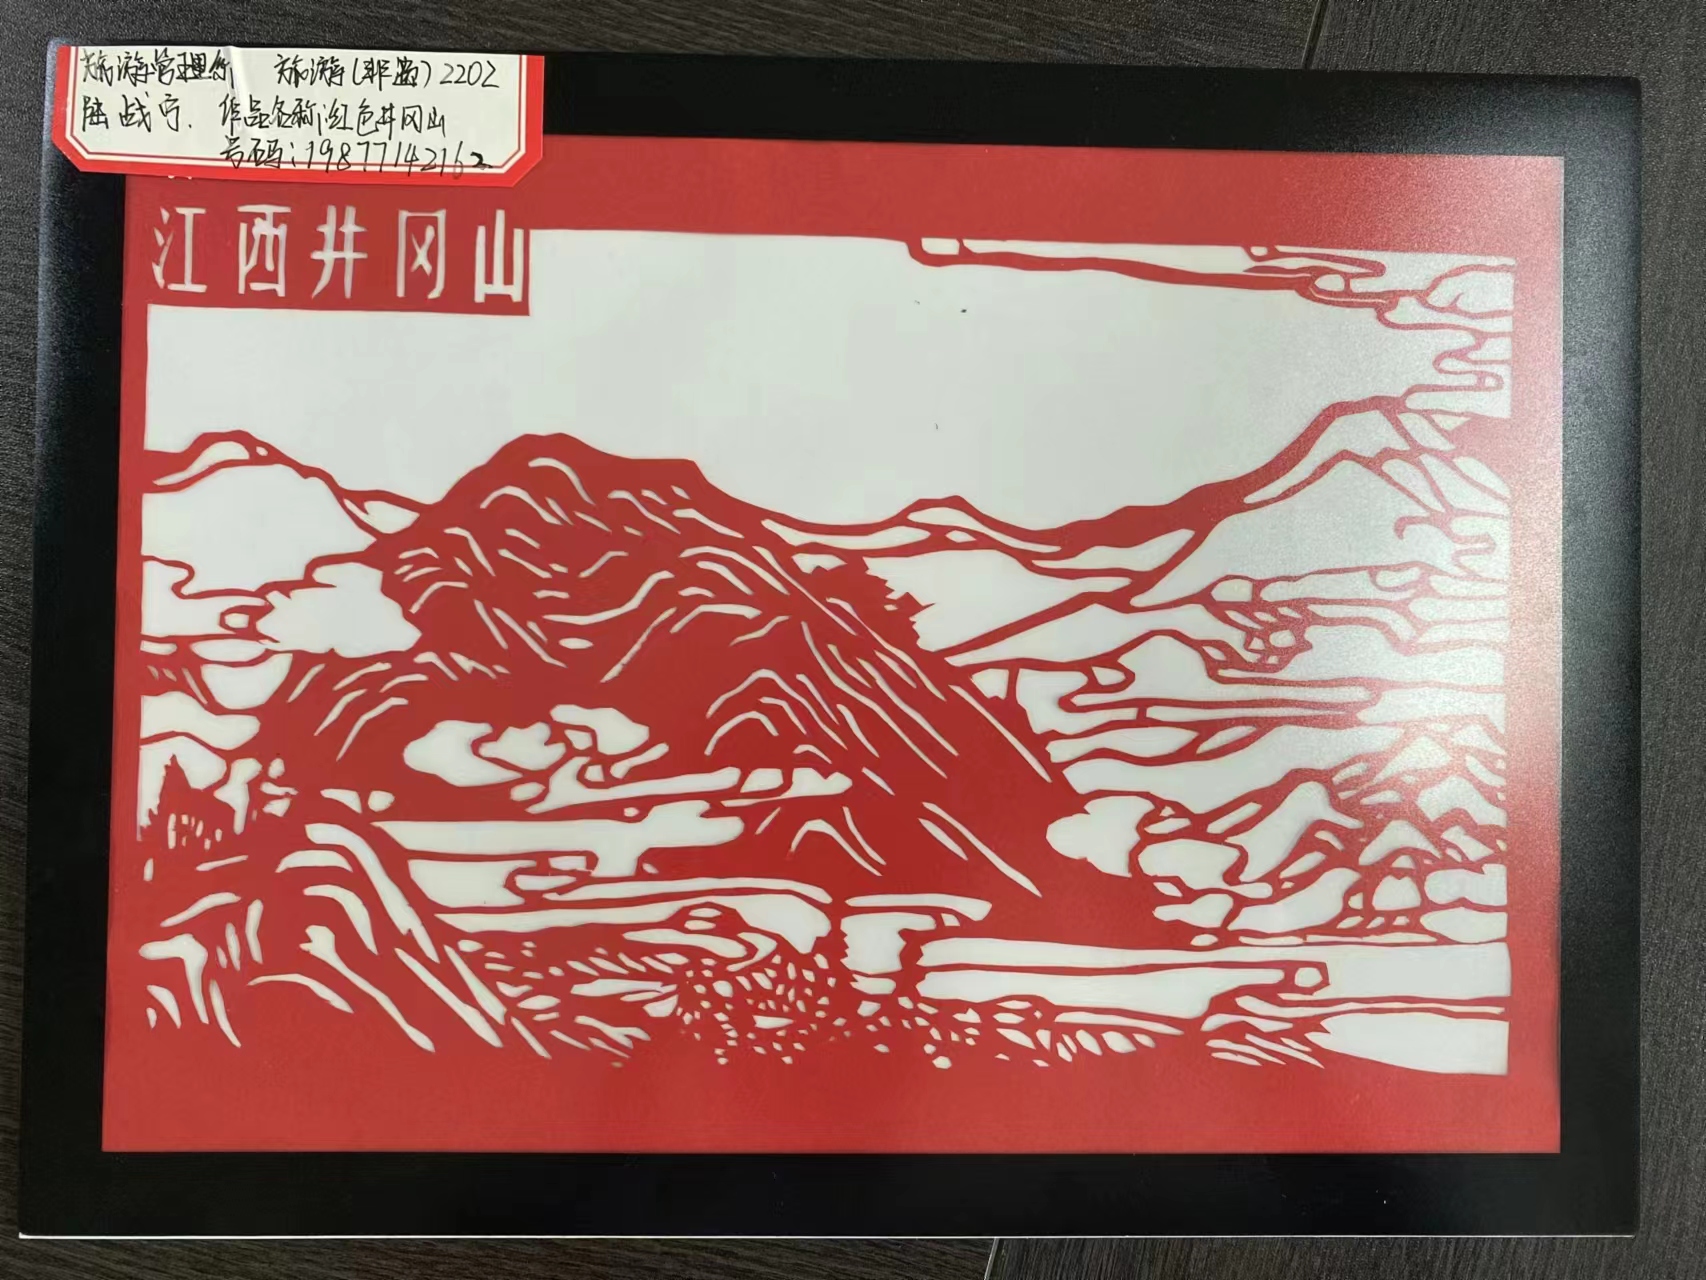 旅游管理系 旅游(非遗)2202
陆战宁. 作品名称:红色井冈山
号码:19877142162
江西井冈山